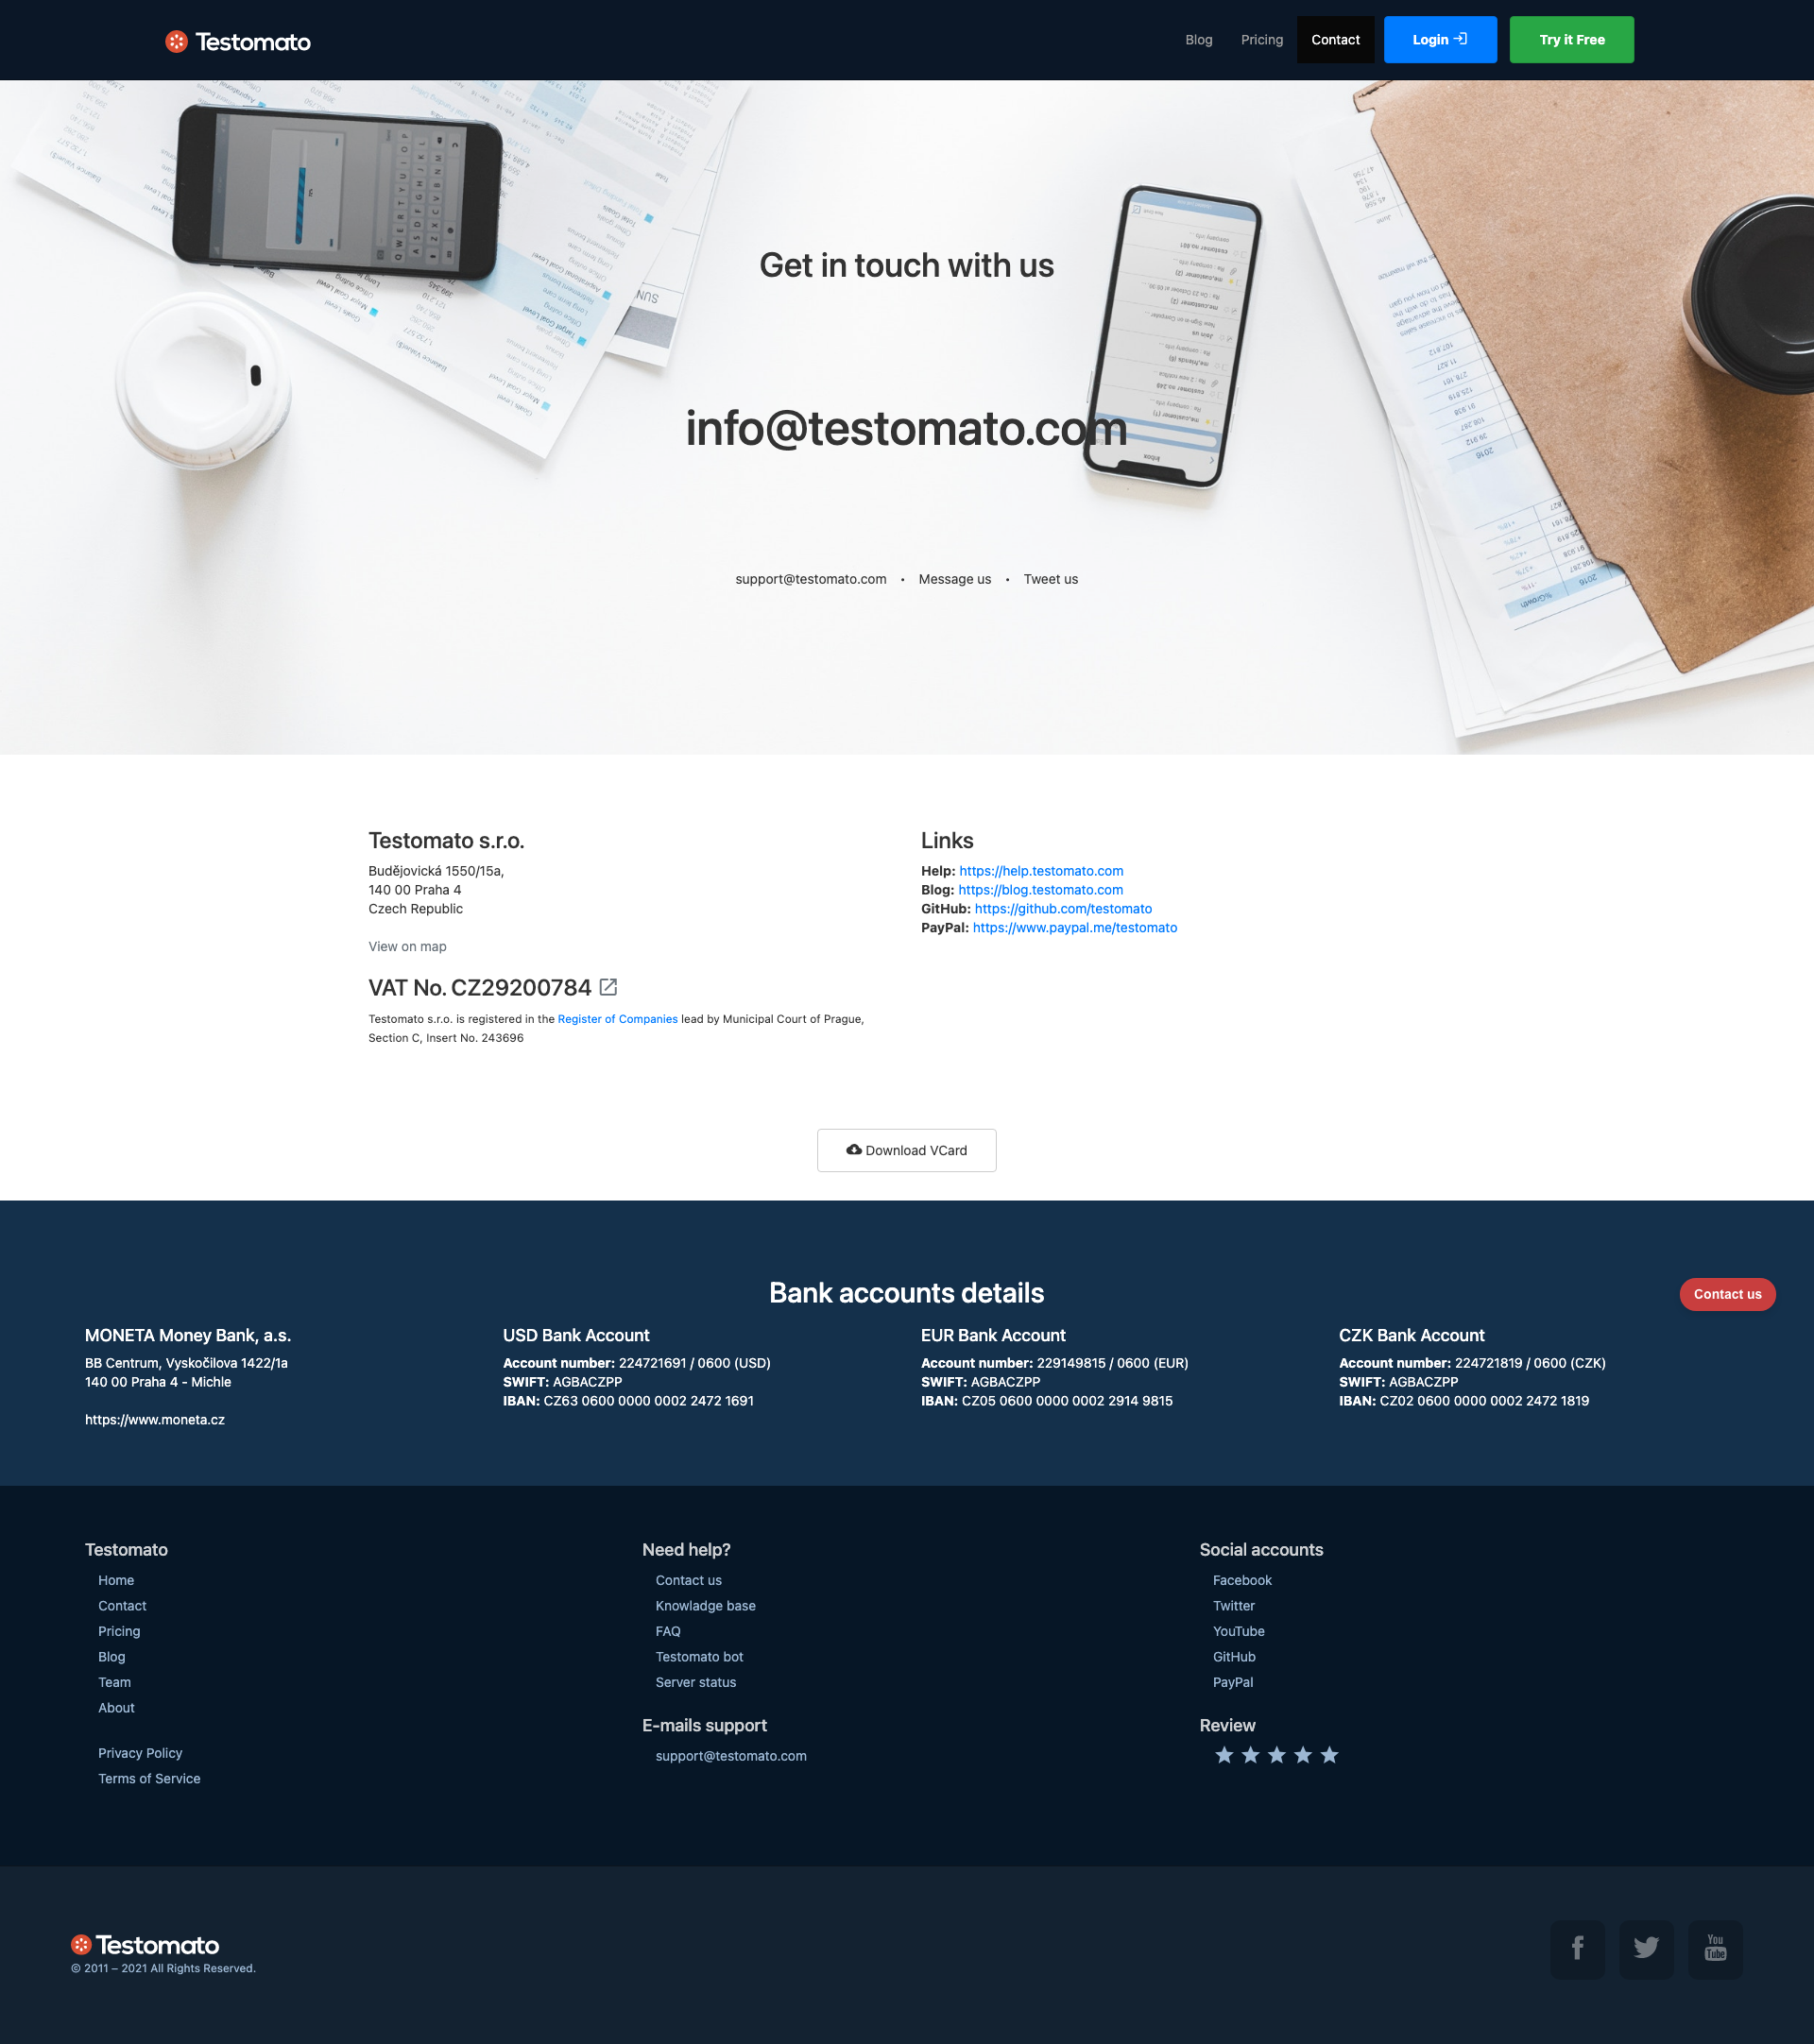 Testomato
Blog
Pricing
Contact
Login
Try it Free
Get in touch with us
info@testomato.com
support@testomato.com • Message us • Tweet us
Testomato s.r.o.
Budějovická 1550/15a,
140 00 Praha 4
Czech Republic
View on map
VAT No. CZ29200784
Testomato s.r.o. is registered in the Register of Companies lead by Municipal Court of Prague,
Section C, Insert No. 243696
Links
Help: https://help.testomato.com
Blog: https://blog.testomato.com
GitHub: https://github.com/testomato
PayPal: https://www.paypal.me/testomato
Download VCard
Bank accounts details
Contact us
MONETA Money Bank, a.s.
BB Centrum, Vyskočilova 1422/1a
140 00 Praha 4 - Michle
https://www.moneta.cz
USD Bank Account
Account number: 224721691 / 0600 (USD)
SWIFT: AGBACZPP
IBAN: CZ63 0600 0000 0002 2472 1691
EUR Bank Account
Account number: 229149815 / 0600 (EUR)
SWIFT: AGBACZPP
IBAN: CZ05 0600 0000 0002 2914 9815
CZK Bank Account
Account number: 224721819 / 0600 (CZK)
SWIFT: AGBACZPP
IBAN: CZ02 0600 0000 0002 2472 1819
Testomato
Home
Contact
Pricing
Blog
Team
About
Privacy Policy
Terms of Service
Need help?
Contact us
Knowladge base
FAQ
Testomato bot
Server status
E-mails support
support@testomato.com
Social accounts
Facebook
Twitter
YouTube
GitHub
PayPal
Review
Testomato
© 2011 – 2021 All Rights Reserved.
You
Tube